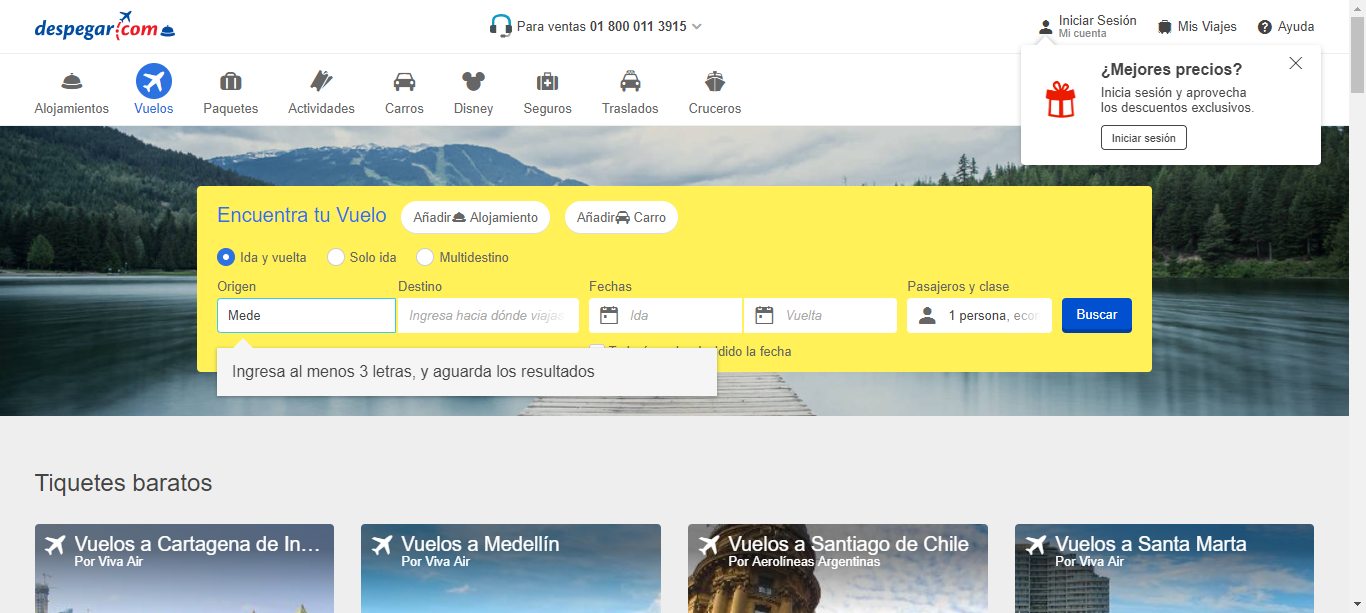 despegar.com
Para ventas 01 800 011 3915
Iniciar Sesión
Mi cuenta
Mis Viajes
Ayuda
¿Mejores precios?
Inicia sesión y aprovecha
los descuentos exclusivos.
Iniciar sesión
Alojamientos
Vuelos
Paquetes
Actividades
Carros
Disney
Seguros
Traslados
Cruceros
Encuentra tu Vuelo
Añadir Alojamiento
Añadir Carro
Ida y vuelta
Solo ida
Multidestino
Origen
Destino
Fechas
Pasajeros y clase
Mede
Ingresa hacia dónde viajas
Ida
Vuelta
1 persona, econ
Buscar
la fecha
Ingresa al menos 3 letras, y aguarda los resultados
Tiquetes baratos
Vuelos a Cartagena de In...
Por Viva Air
Vuelos a Medellín
Por Viva Air
Vuelos a Santiago de Chile
Por Aerolíneas Argentinas
Vuelos a Santa Marta
Por Viva Air